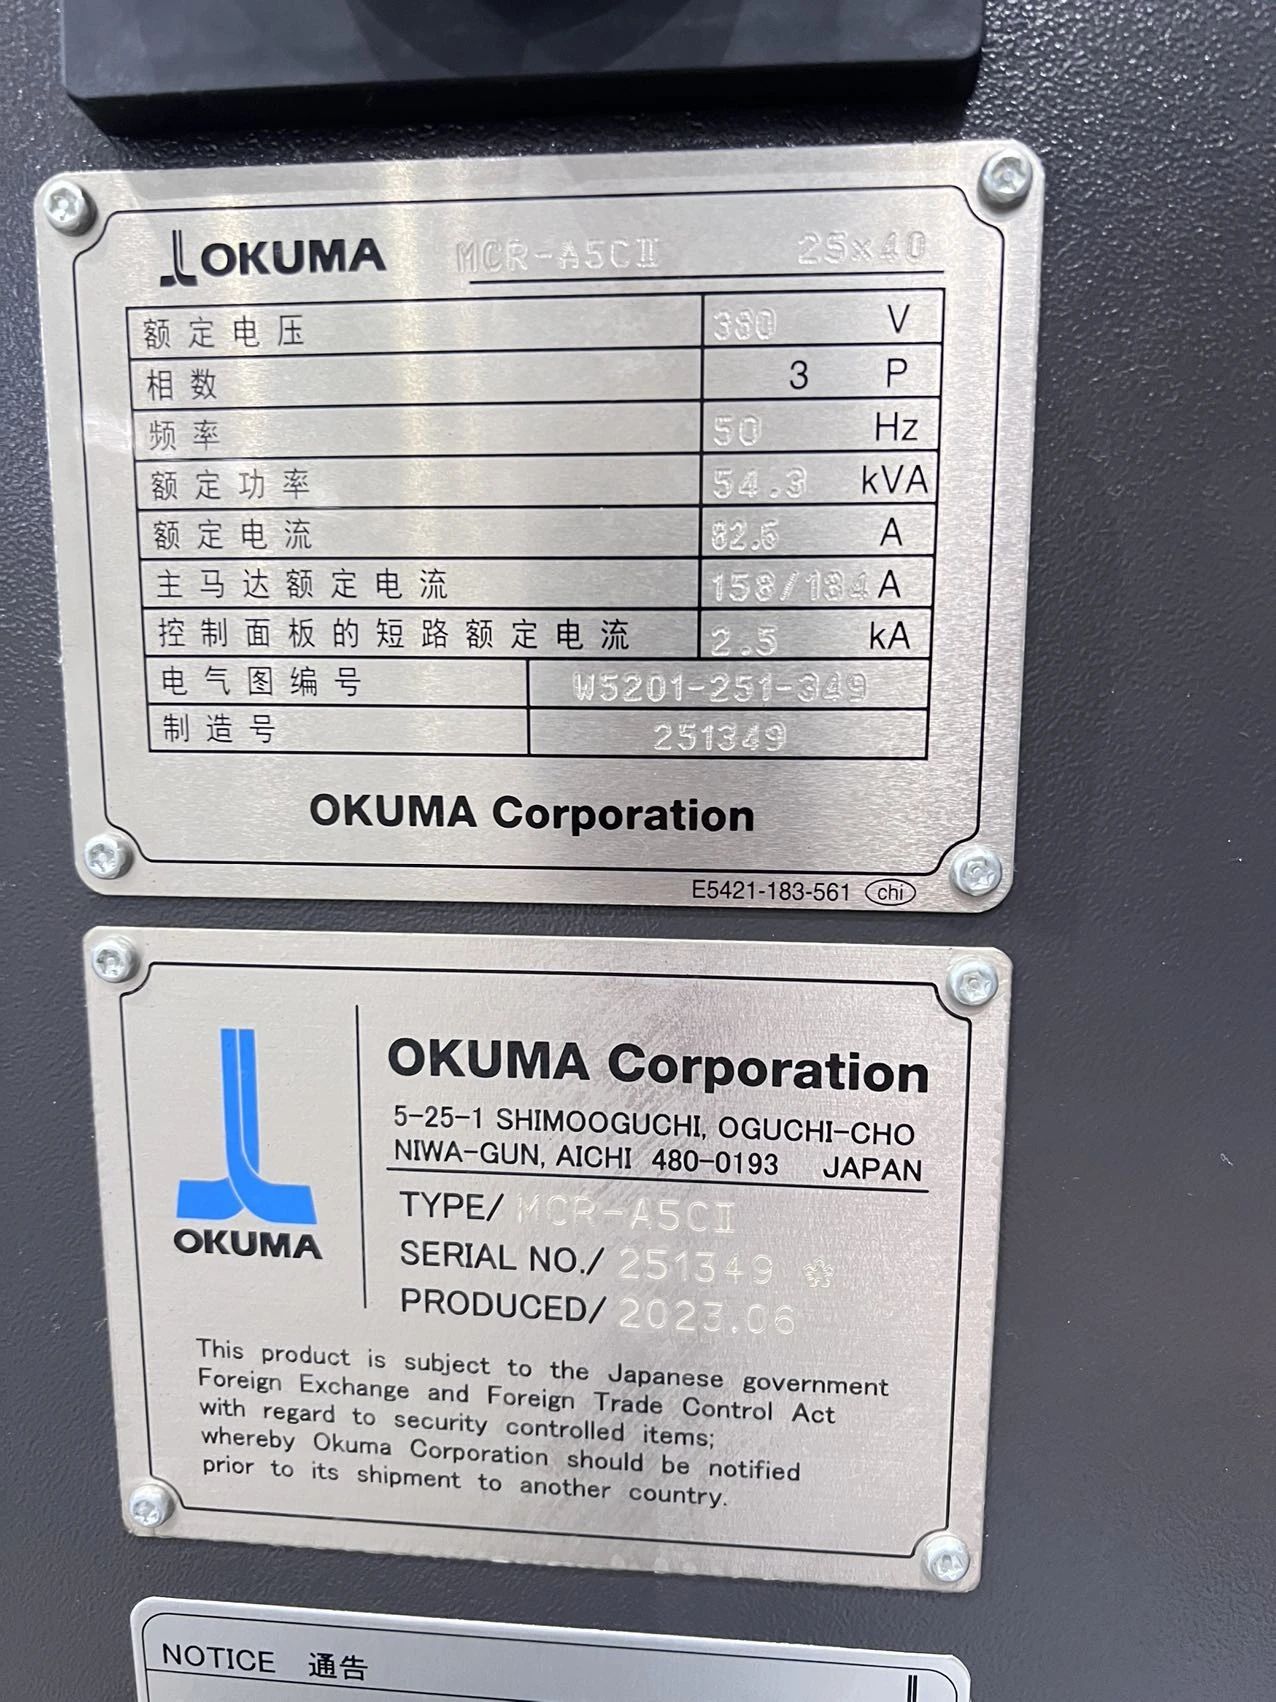 OKUMA MCR-A5CⅡ 25×40
额定电压 380 V
相数 3 P
频率 50 Hz
额定功率 54.3 kVA
额定电流 82.5 A
主马达额定电流 158/184 A
控制面板的短路额定电流 2.5 kA
电气图编号 W5201-251-349
制造号 251349
OKUMA Corporation
E5421-183-561 chi
OKUMA
OKUMA Corporation
5-25-1 SHIMOOGUCHI, OGUCHI-CHO
NIWA-GUN, AICHI 480-0193 JAPAN
TYPE/ MCR-A5CⅡ
SERIAL NO./ 251349
PRODUCED/ 2023.06
This product is subject to the Japanese government
Foreign Exchange and Foreign Trade Control Act
with regard to security controlled items;
whereby Okuma Corporation should be notified
prior to its shipment to another country.
NOTICE 通告